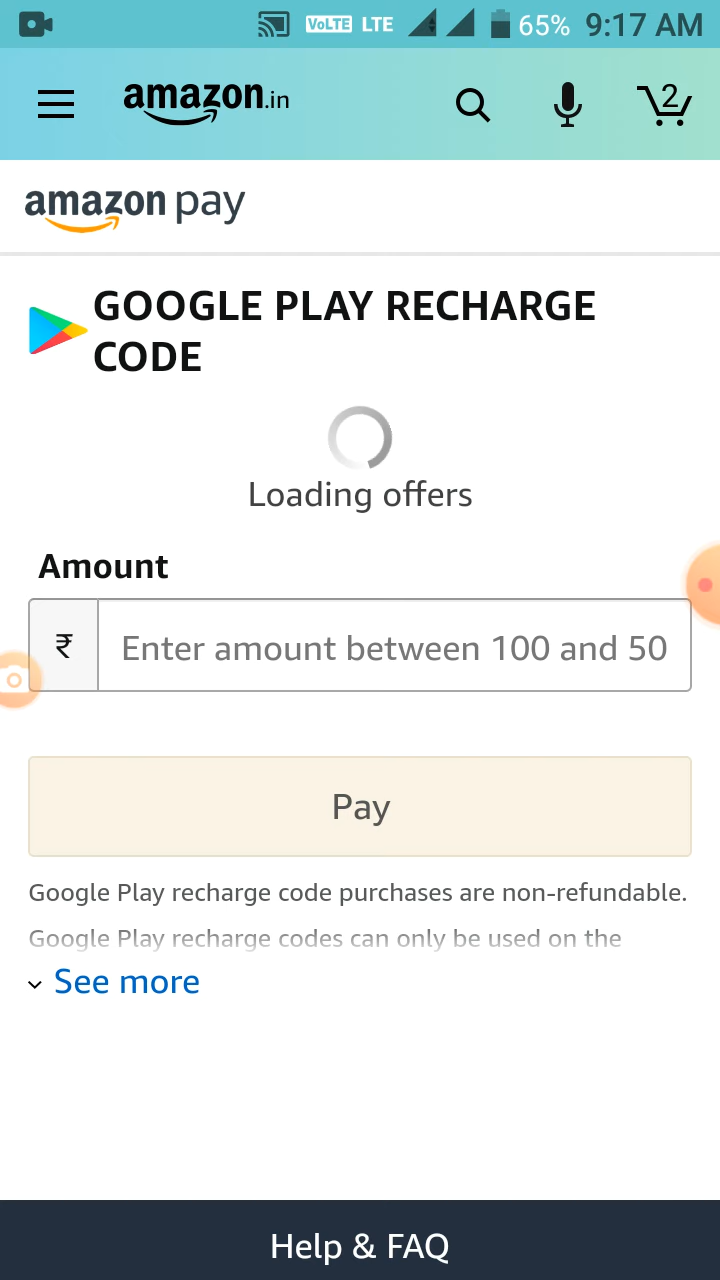 VoLTE LTE 65% 9:17 AM
amazon.in 2
amazon pay
GOOGLE PLAY RECHARGE
CODE
Loading offers
Amount
₹ Enter amount between 100 and 50
Pay
Google Play recharge code purchases are non-refundable.
Google Play recharge codes can only be used on the
See more
Help & FAQ